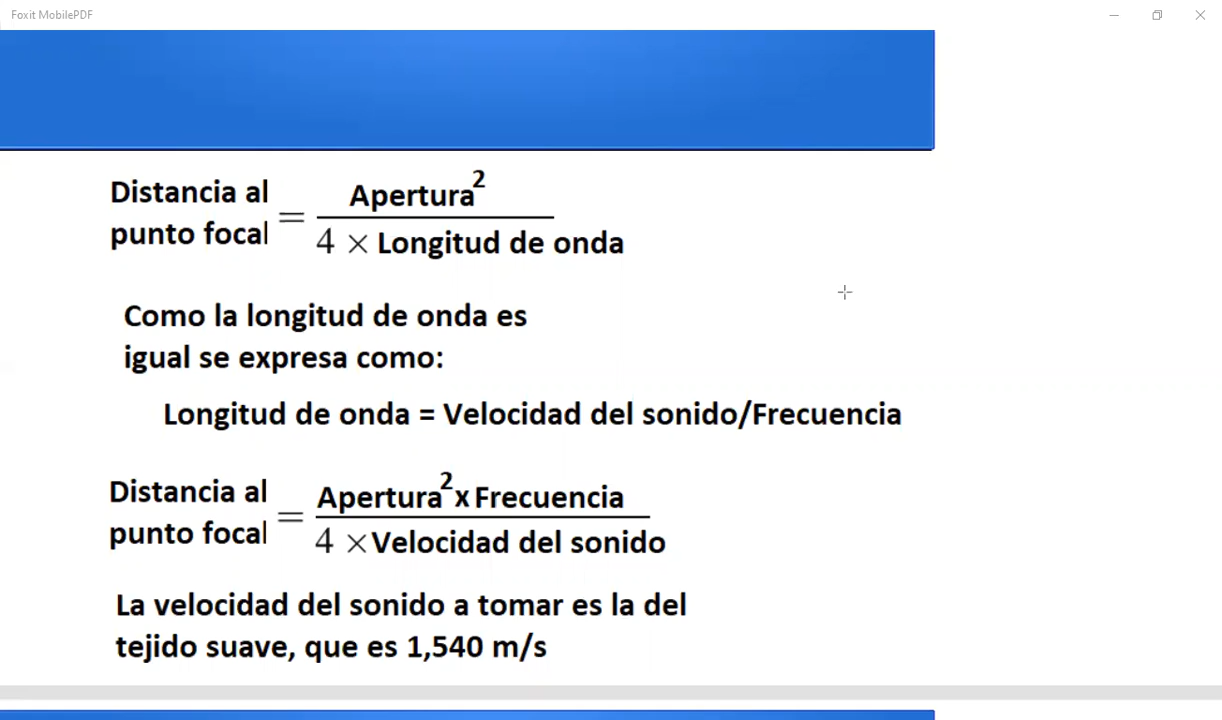 Foxit MobilePDF
Distancia al
punto focal
= Apertura²
4 × Longitud de onda
Como la longitud de onda es
igual se expresa como:
Longitud de onda = Velocidad del sonido/Frecuencia
Distancia al
punto focal
= Apertura² x Frecuencia
4 × Velocidad del sonido
La velocidad del sonido a tomar es la del
tejido suave, que es 1,540 m/s